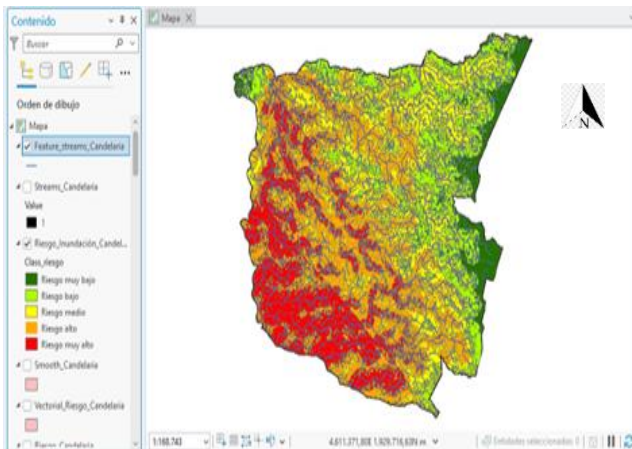 Contenido
Buscar
Orden de dibujo
Mapa
Feature_streams_Candelaria
Streams_Candelaria
Value
1
Riesgo_Inundación_Candel...
Class_riesgo
Riesgo muy bajo
Riesgo bajo
Riesgo medio
Riesgo alto
Riesgo muy alto
Smooth_Candelaria
Vectorial_Riesgo_Candelaria
Riesgo_Candelaria
Mapa
N
1:168.743
4.611.371,80E 1.929.716,63N m
Entidades seleccionadas: 0